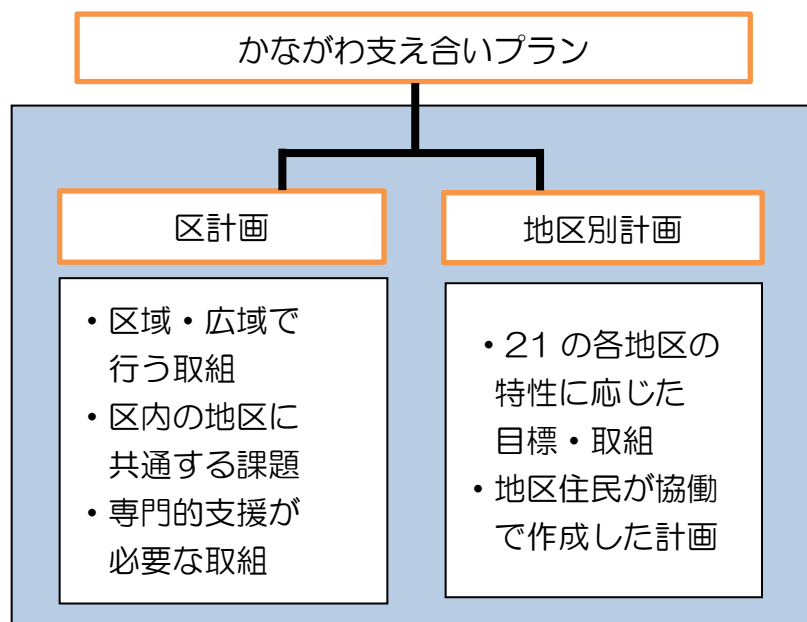 かながわ支え合いプラン
区計画
・区域・広域で
行う取組
・区内の地区に
共通する課題
・専門的支援が
必要な取組
地区別計画
・21 の各地区の
特性に応じた
目標・取組
・地区住民が協働
で作成した計画